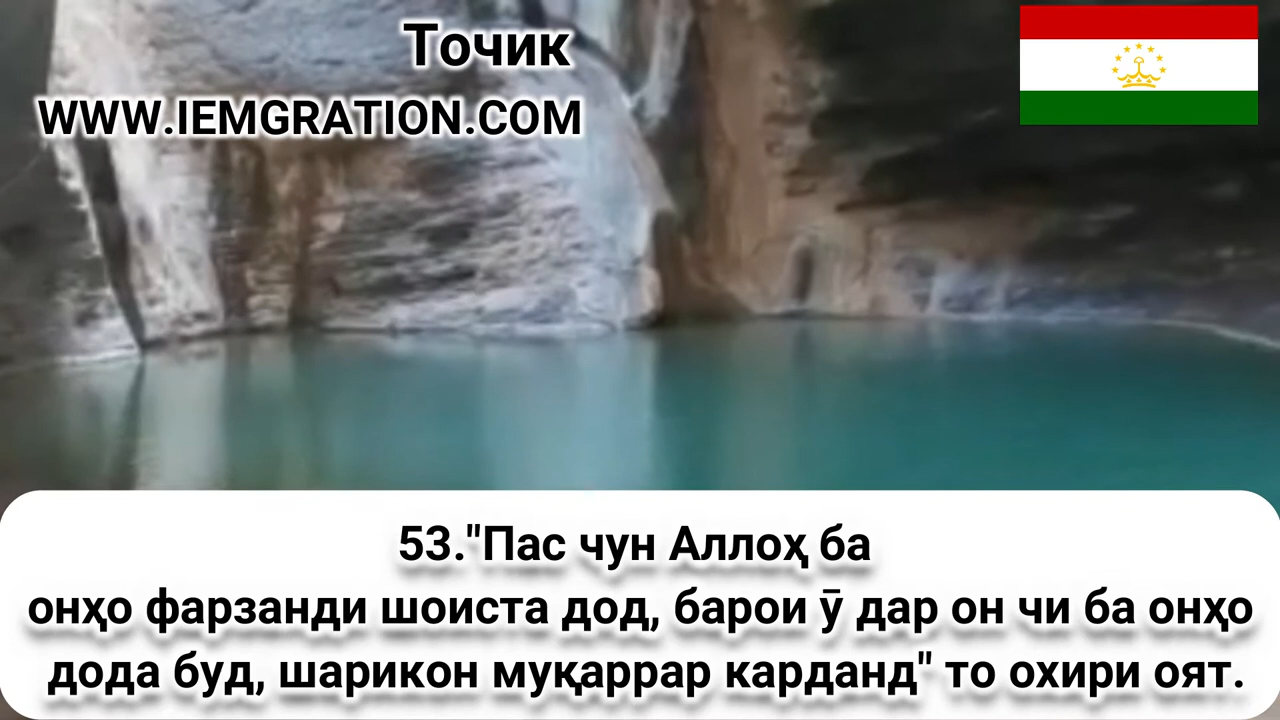 Точик
WWW.IEMGRATION.COM
53."Пас чун Аллоҳ ба
онҳо фарзанди шоиста дод, барои ӯ дар он чи ба онҳо
дода буд, шарикон муқаррар карданд" то охири оят.